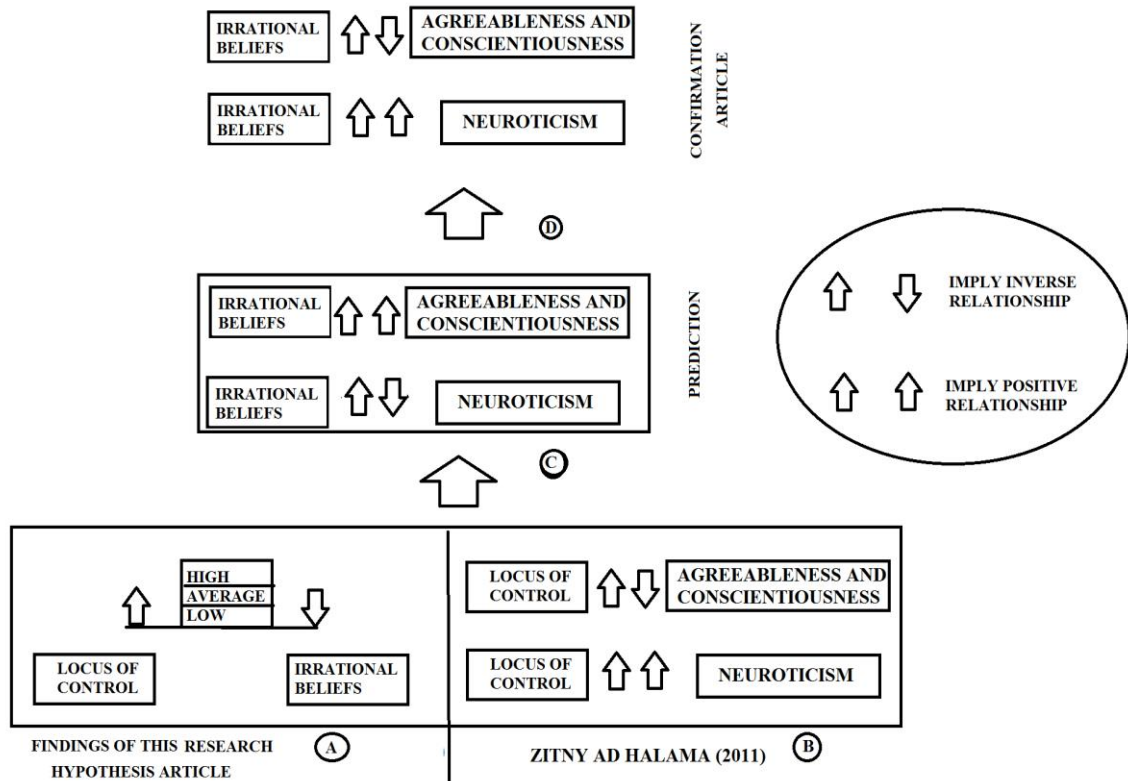 IRRATIONAL
BELIEFS
AGREEABLENESS AND
CONSCIENTIOUSNESS
IRRATIONAL
BELIEFS
NEUROTICISM
CONFIRMATION
ARTICLE
D
IRRATIONAL
BELIEFS
AGREEABLENESS AND
CONSCIENTIOUSNESS
IRRATIONAL
BELIEFS
NEUROTICISM
PREDICTION
IMPLY INVERSE
RELATIONSHIP
IMPLY POSITIVE
RELATIONSHIP
C
HIGH
AVERAGE
LOW
LOCUS OF
CONTROL
IRRATIONAL
BELIEFS
LOCUS OF
CONTROL
AGREEABLENESS AND
CONSCIENTIOUSNESS
LOCUS OF
CONTROL
NEUROTICISM
FINDINGS OF THIS RESEARCH
HYPOTHESIS ARTICLE
A
ZITNY AD HALAMA (2011)
B